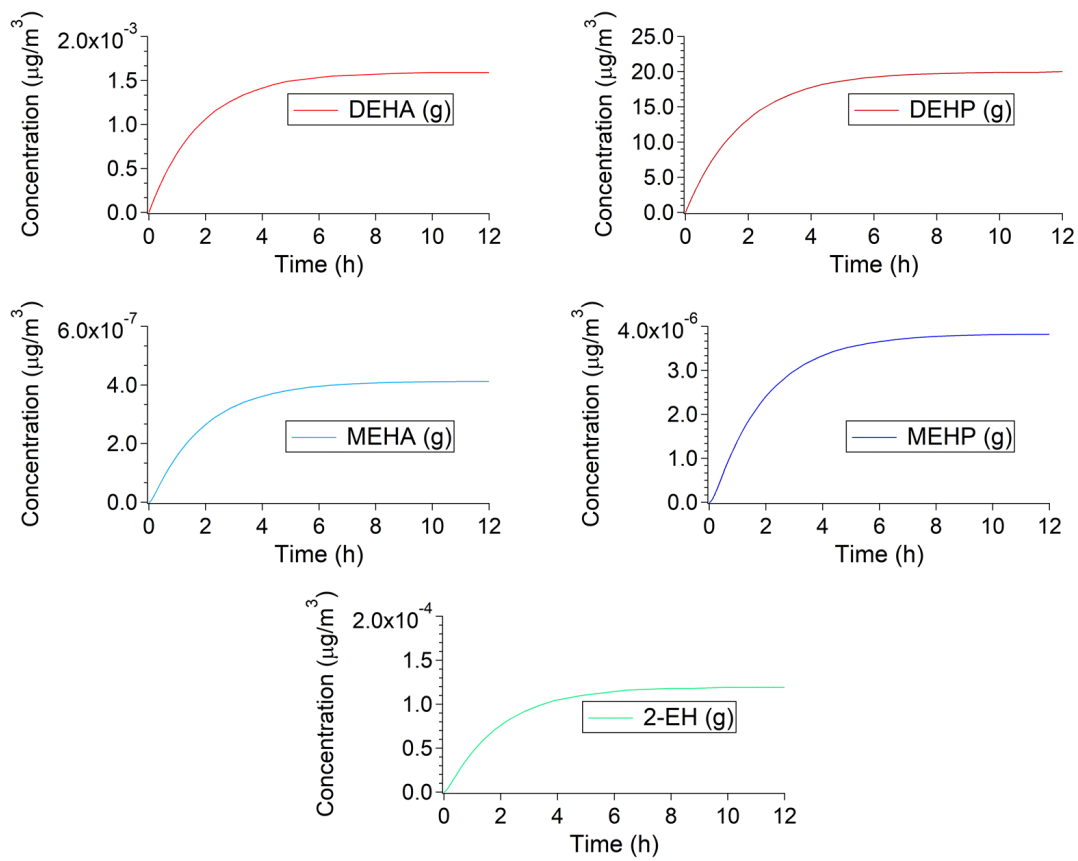 Concentration (µg/m³)
2.0x10⁻³
1.5
1.0
0.5
0.0
0 2 4 6 8 10 12
Time (h)
DEHA (g)
Concentration (µg/m³)
25.0
20.0
15.0
10.0
5.0
0.0
0 2 4 6 8 10 12
Time (h)
DEHP (g)
Concentration (µg/m³)
6.0x10⁻⁷
4.0
2.0
0.0
0 2 4 6 8 10 12
Time (h)
MEHA (g)
Concentration (µg/m³)
4.0x10⁻⁶
3.0
2.0
1.0
0.0
0 2 4 6 8 10 12
Time (h)
MEHP (g)
Concentration (µg/m³)
2.0x10⁻⁴
1.5
1.0
0.5
0.0
0 2 4 6 8 10 12
Time (h)
2-EH (g)